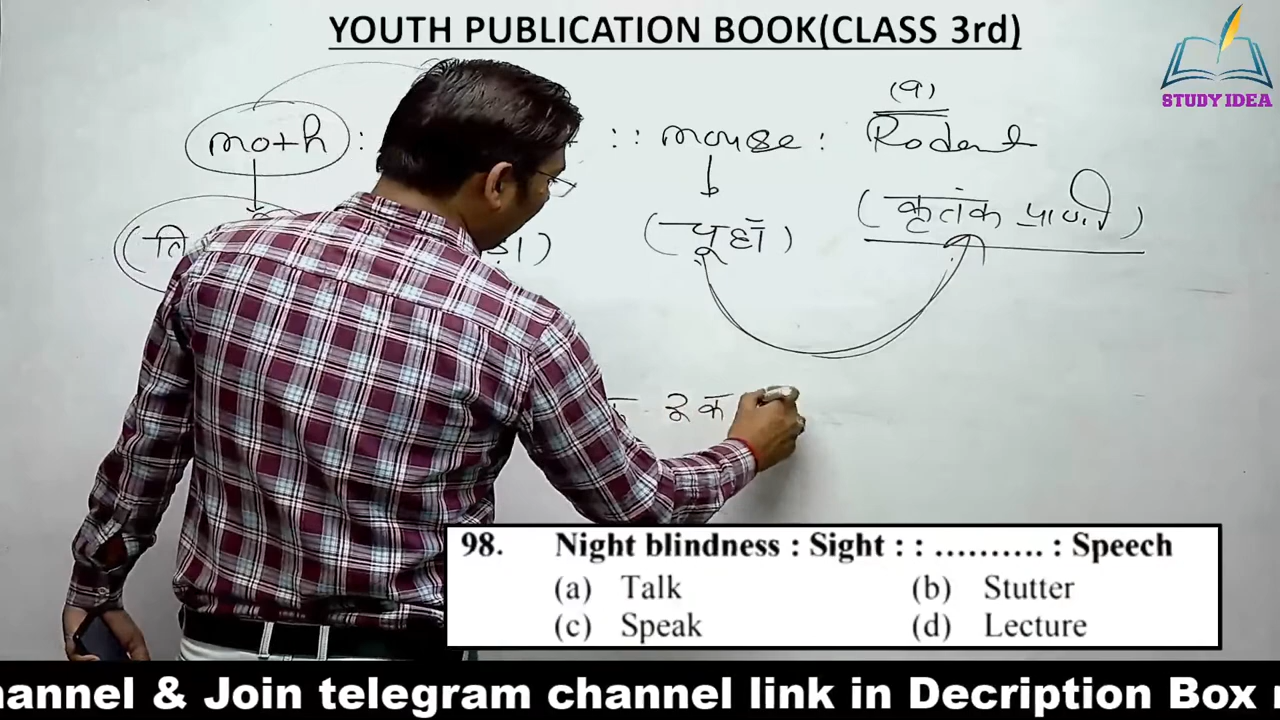 YOUTH PUBLICATION BOOK(CLASS 3rd)
STUDY IDEA
(a)
moth : :: mouse : Rodent
(चूहाँ) (कृतंक प्राणी)
98. Night blindness : Sight : : ………. : Speech
(a) Talk (b) Stutter
(c) Speak (d) Lecture
hannel & Join telegram channel link in Decription Box